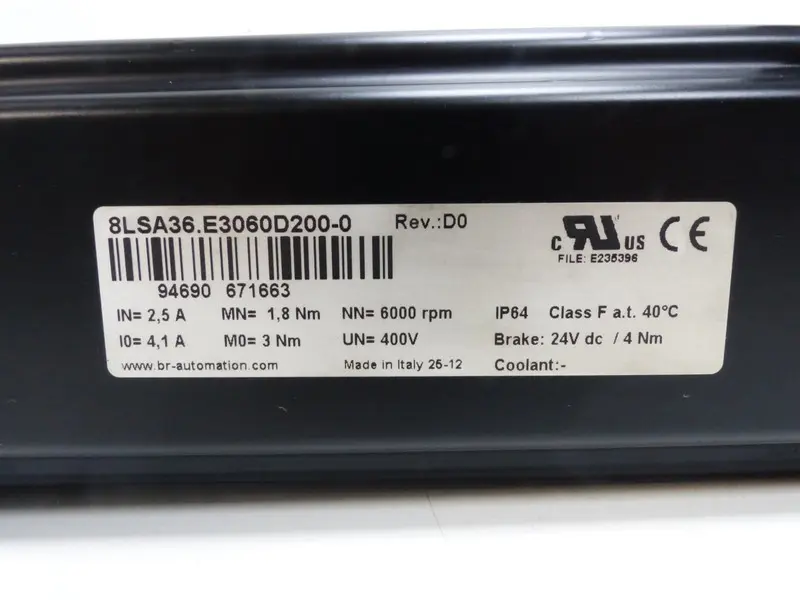 8LSA36.E3060D200-0 Rev.:D0
c RU US CE
FILE: E235396
94690 671663
IN= 2,5 A MN= 1,8 Nm NN= 6000 rpm IP64 Class F a.t. 40°C
I0= 4,1 A M0= 3 Nm UN= 400V Brake: 24V dc / 4 Nm
www.br-automation.com Made in Italy 25-12 Coolant:-